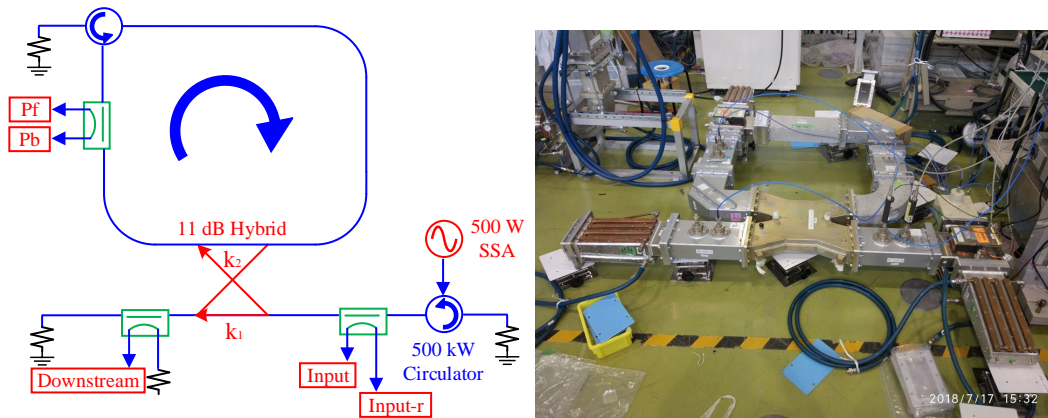 Pf
Pb
11 dB Hybrid
k2
k1
500 W
SSA
500 kW
Circulator
Downstream
Input
Input-r
2018/7/17 15:32